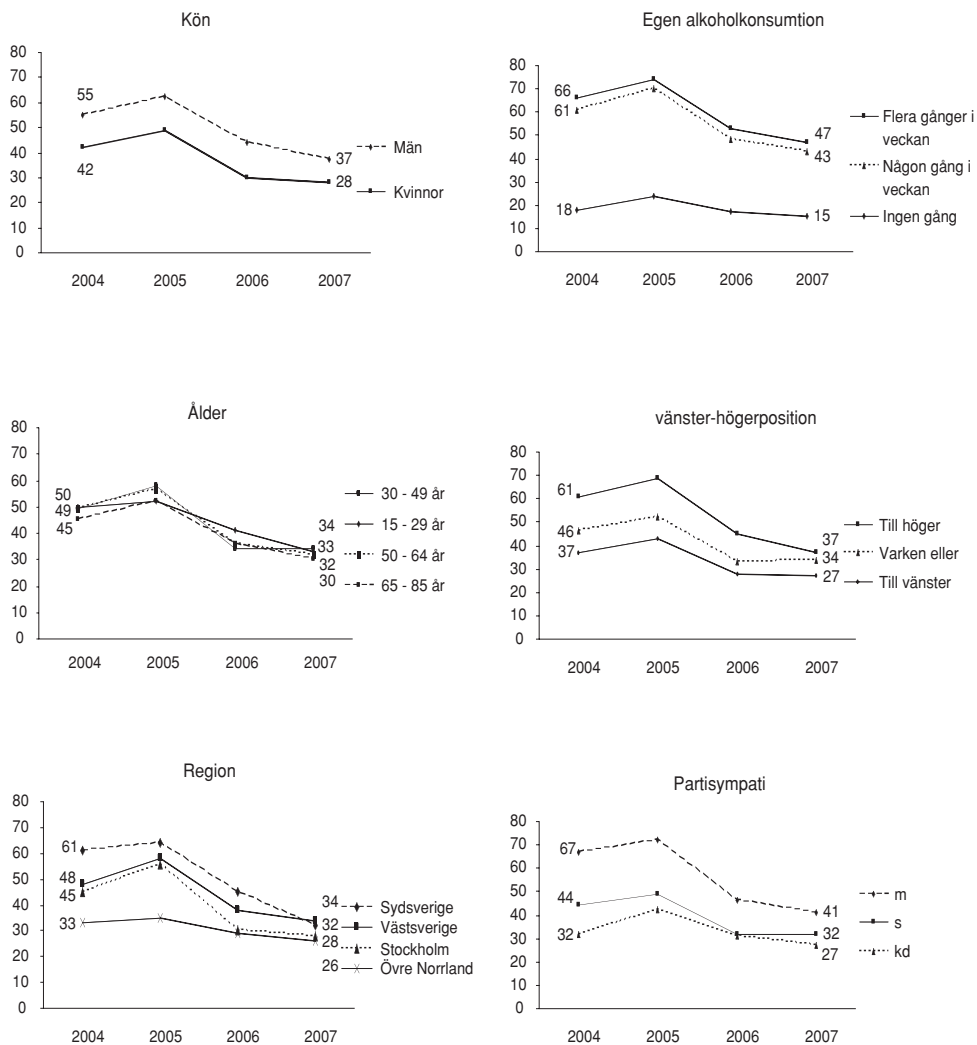 Kön
80
70
60
50
40
30
20
10
0
55
42
37
28
Män
Kvinnor
2004 2005 2006 2007
Egen alkoholkonsumtion
80
70
60
50
40
30
20
10
0
66
61
18
47
43
15
Flera gånger i
veckan
Någon gång i
veckan
Ingen gång
2004 2005 2006 2007
Ålder
80
70
60
50
40
30
20
10
0
50
49
45
34
33
32
30
30 - 49 år
15 - 29 år
50 - 64 år
65 - 85 år
2004 2005 2006 2007
vänster-högerposition
80
70
60
50
40
30
20
10
0
61
46
37
37
34
27
Till höger
Varken eller
Till vänster
2004 2005 2006 2007
Region
80
70
60
50
40
30
20
10
0
61
48
45
33
34
32
28
26
Sydsverige
Västsverige
Stockholm
Övre Norrland
2004 2005 2006 2007
Partisympati
80
70
60
50
40
30
20
10
0
67
44
32
41
32
27
m
s
kd
2004 2005 2006 2007